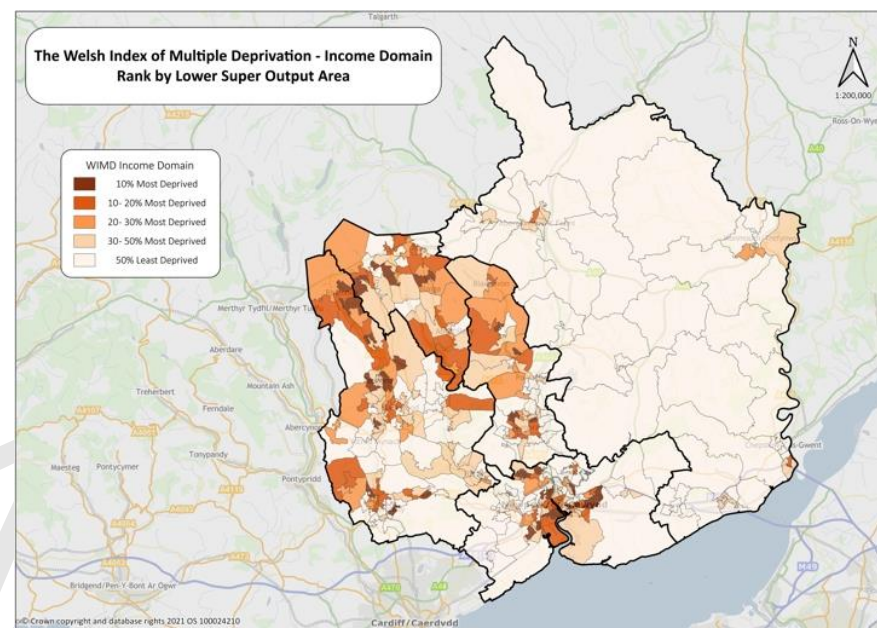 Talgarth
The Welsh Index of Multiple Deprivation - Income Domain
Rank by Lower Super Output Area
N
1:200,000
Ross-On-Wye
WIMD Income Domain
10% Most Deprived
10- 20% Most Deprived
20- 30% Most Deprived
30- 50% Most Deprived
50% Least Deprived
Merthyr Tydfil/Merthyr
Aberdare
Treherbert
Mountain Ash
Ferndale
Maesteg
Pontycymer
Tonypandy
Pontypridd
M49
A470
A48
Bridgend/Pen-Y-Bont Ar Ogwr
© Crown copyright and database rights 2021 OS 100024210
Cardiff/Caerdydd